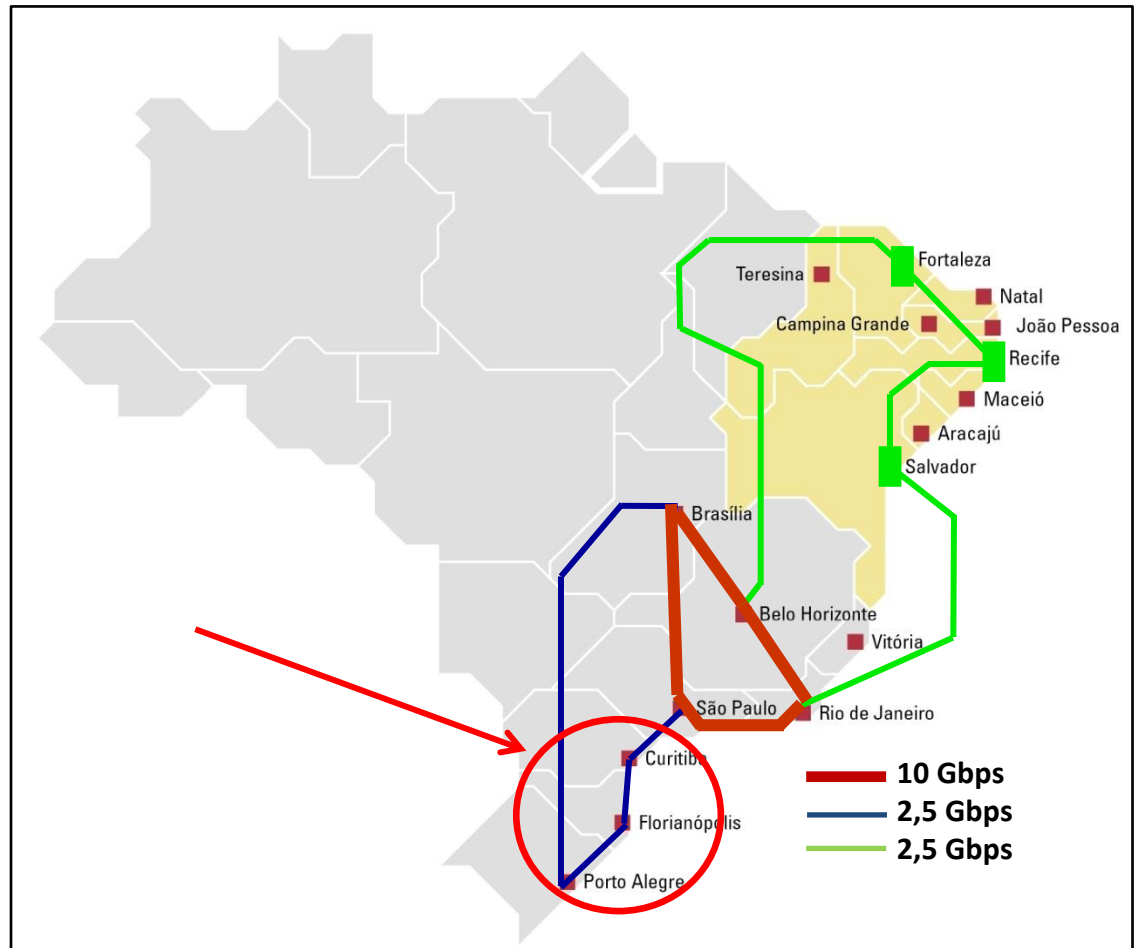 Fortaleza
Teresina
Natal
Campina Grande
João Pessoa
Recife
Maceió
Aracajú
Salvador
Brasília
Belo Horizonte
Vitória
São Paulo
Rio de Janeiro
Curitiba
10 Gbps
2,5 Gbps
Florianópolis
2,5 Gbps
Porto Alegre